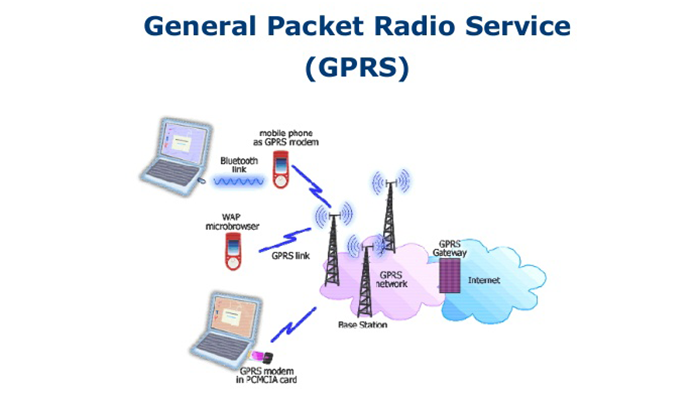 General Packet Radio Service
(GPRS)
mobile phone
as GPRS modem
Bluetooth
link
WAP
microbrowser
GPRS link
GPRS
network
GPRS
Gateway
Internet
Base Station
GPRS modem
in PCMCIA card